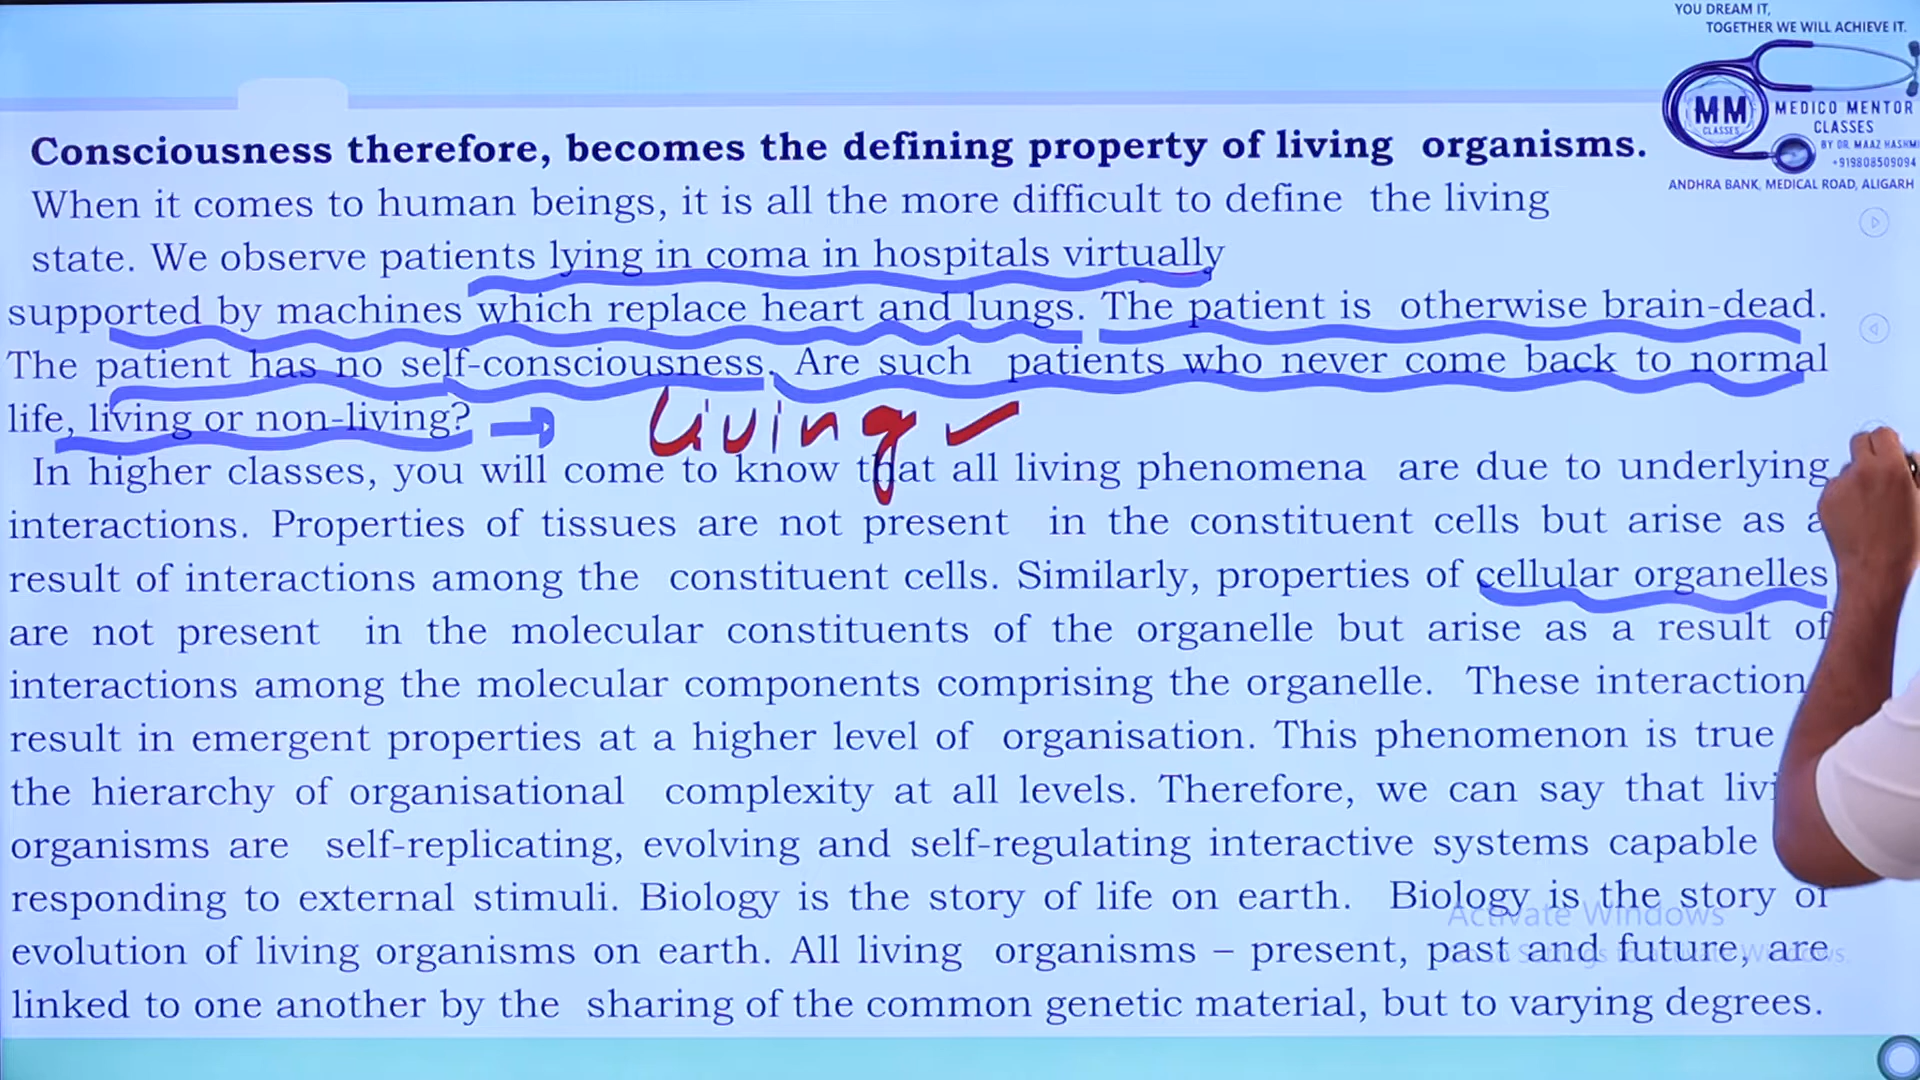 YOU DREAM IT,
TOGETHER WE WILL ACHIEVE IT.
MM
CLASSES
MEDICO MENTOR
CLASSES
BY DR. MAAZ HASHMI
+919808509094
ANDHRA BANK, MEDICAL ROAD, ALIGARH
Consciousness therefore, becomes the defining property of living organisms.
When it comes to human beings, it is all the more difficult to define the living
state. We observe patients lying in coma in hospitals virtually
supported by machines which replace heart and lungs. The patient is otherwise brain-dead.
The patient has no self-consciousness. Are such patients who never come back to normal
life, living or non-living?
Living
In higher classes, you will come to know that all living phenomena are due to underlying
interactions. Properties of tissues are not present in the constituent cells but arise as a
result of interactions among the constituent cells. Similarly, properties of cellular organelles
are not present in the molecular constituents of the organelle but arise as a result of
interactions among the molecular components comprising the organelle. These interaction
result in emergent properties at a higher level of organisation. This phenomenon is true
the hierarchy of organisational complexity at all levels. Therefore, we can say that livi
organisms are self-replicating, evolving and self-regulating interactive systems capable
responding to external stimuli. Biology is the story of life on earth. Biology is the story of
evolution of living organisms on earth. All living organisms – present, past and future, are
linked to one another by the sharing of the common genetic material, but to varying degrees.
Activate Windows
Go to Settings to activate Windows.